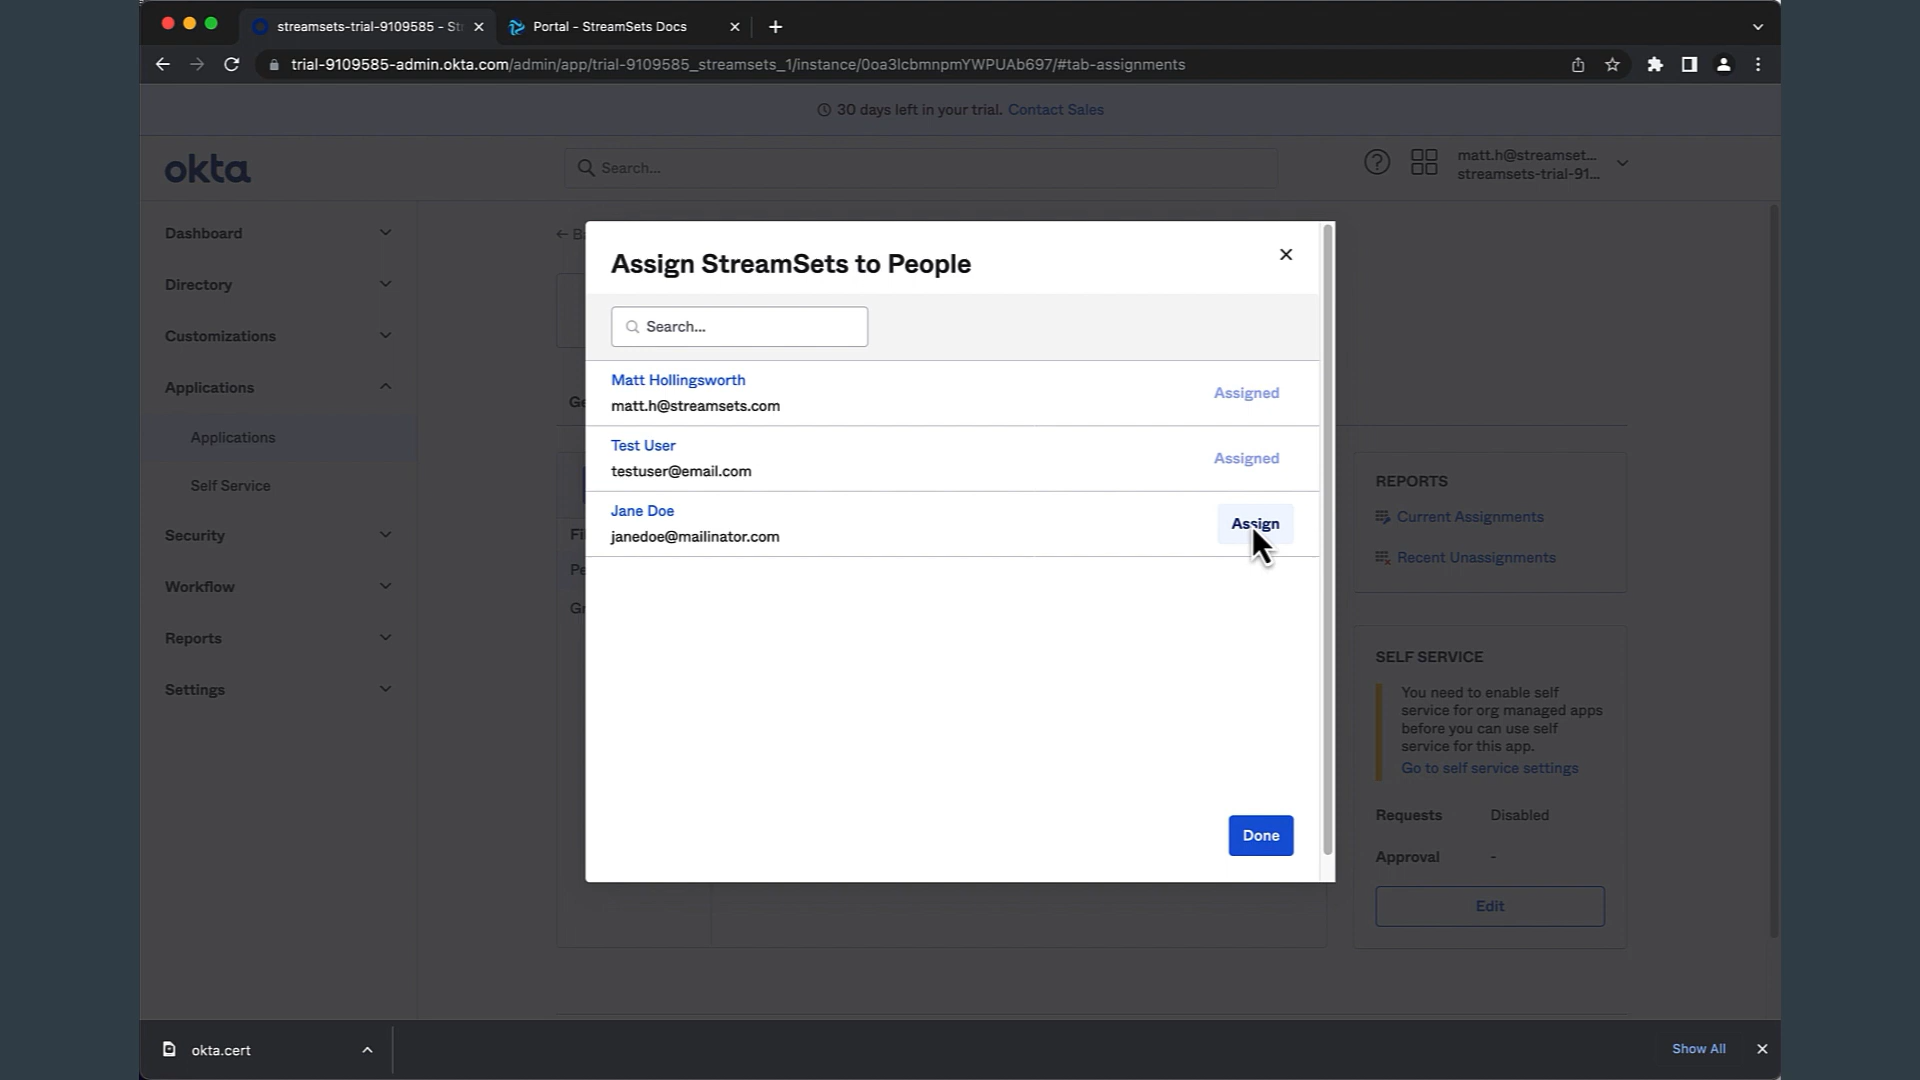 streamsets-trial-9109585 - St
Portal - StreamSets Docs
trial-9109585-admin.okta.com/admin/app/trial-9109585_streamsets_1/instance/0oa3lcbmnpmYWPUAb697/#tab-assignments
30 days left in your trial. Contact Sales
okta
Search...
matt.h@streamset...
streamsets-trial-91...
Dashboard
Directory
Customizations
Applications
Applications
Self Service
Security
Workflow
Reports
Settings
← Ba
Ge
Fi
Pe
Gr
Assign StreamSets to People
Search...
Matt Hollingsworth
matt.h@streamsets.com
Assigned
Test User
testuser@email.com
Assigned
Jane Doe
janedoe@mailinator.com
Assign
Done
REPORTS
Current Assignments
Recent Unassignments
SELF SERVICE
You need to enable self
service for org managed apps
before you can use self
service for this app.
Go to self service settings
Requests Disabled
Approval -
Edit
okta.cert
Show All